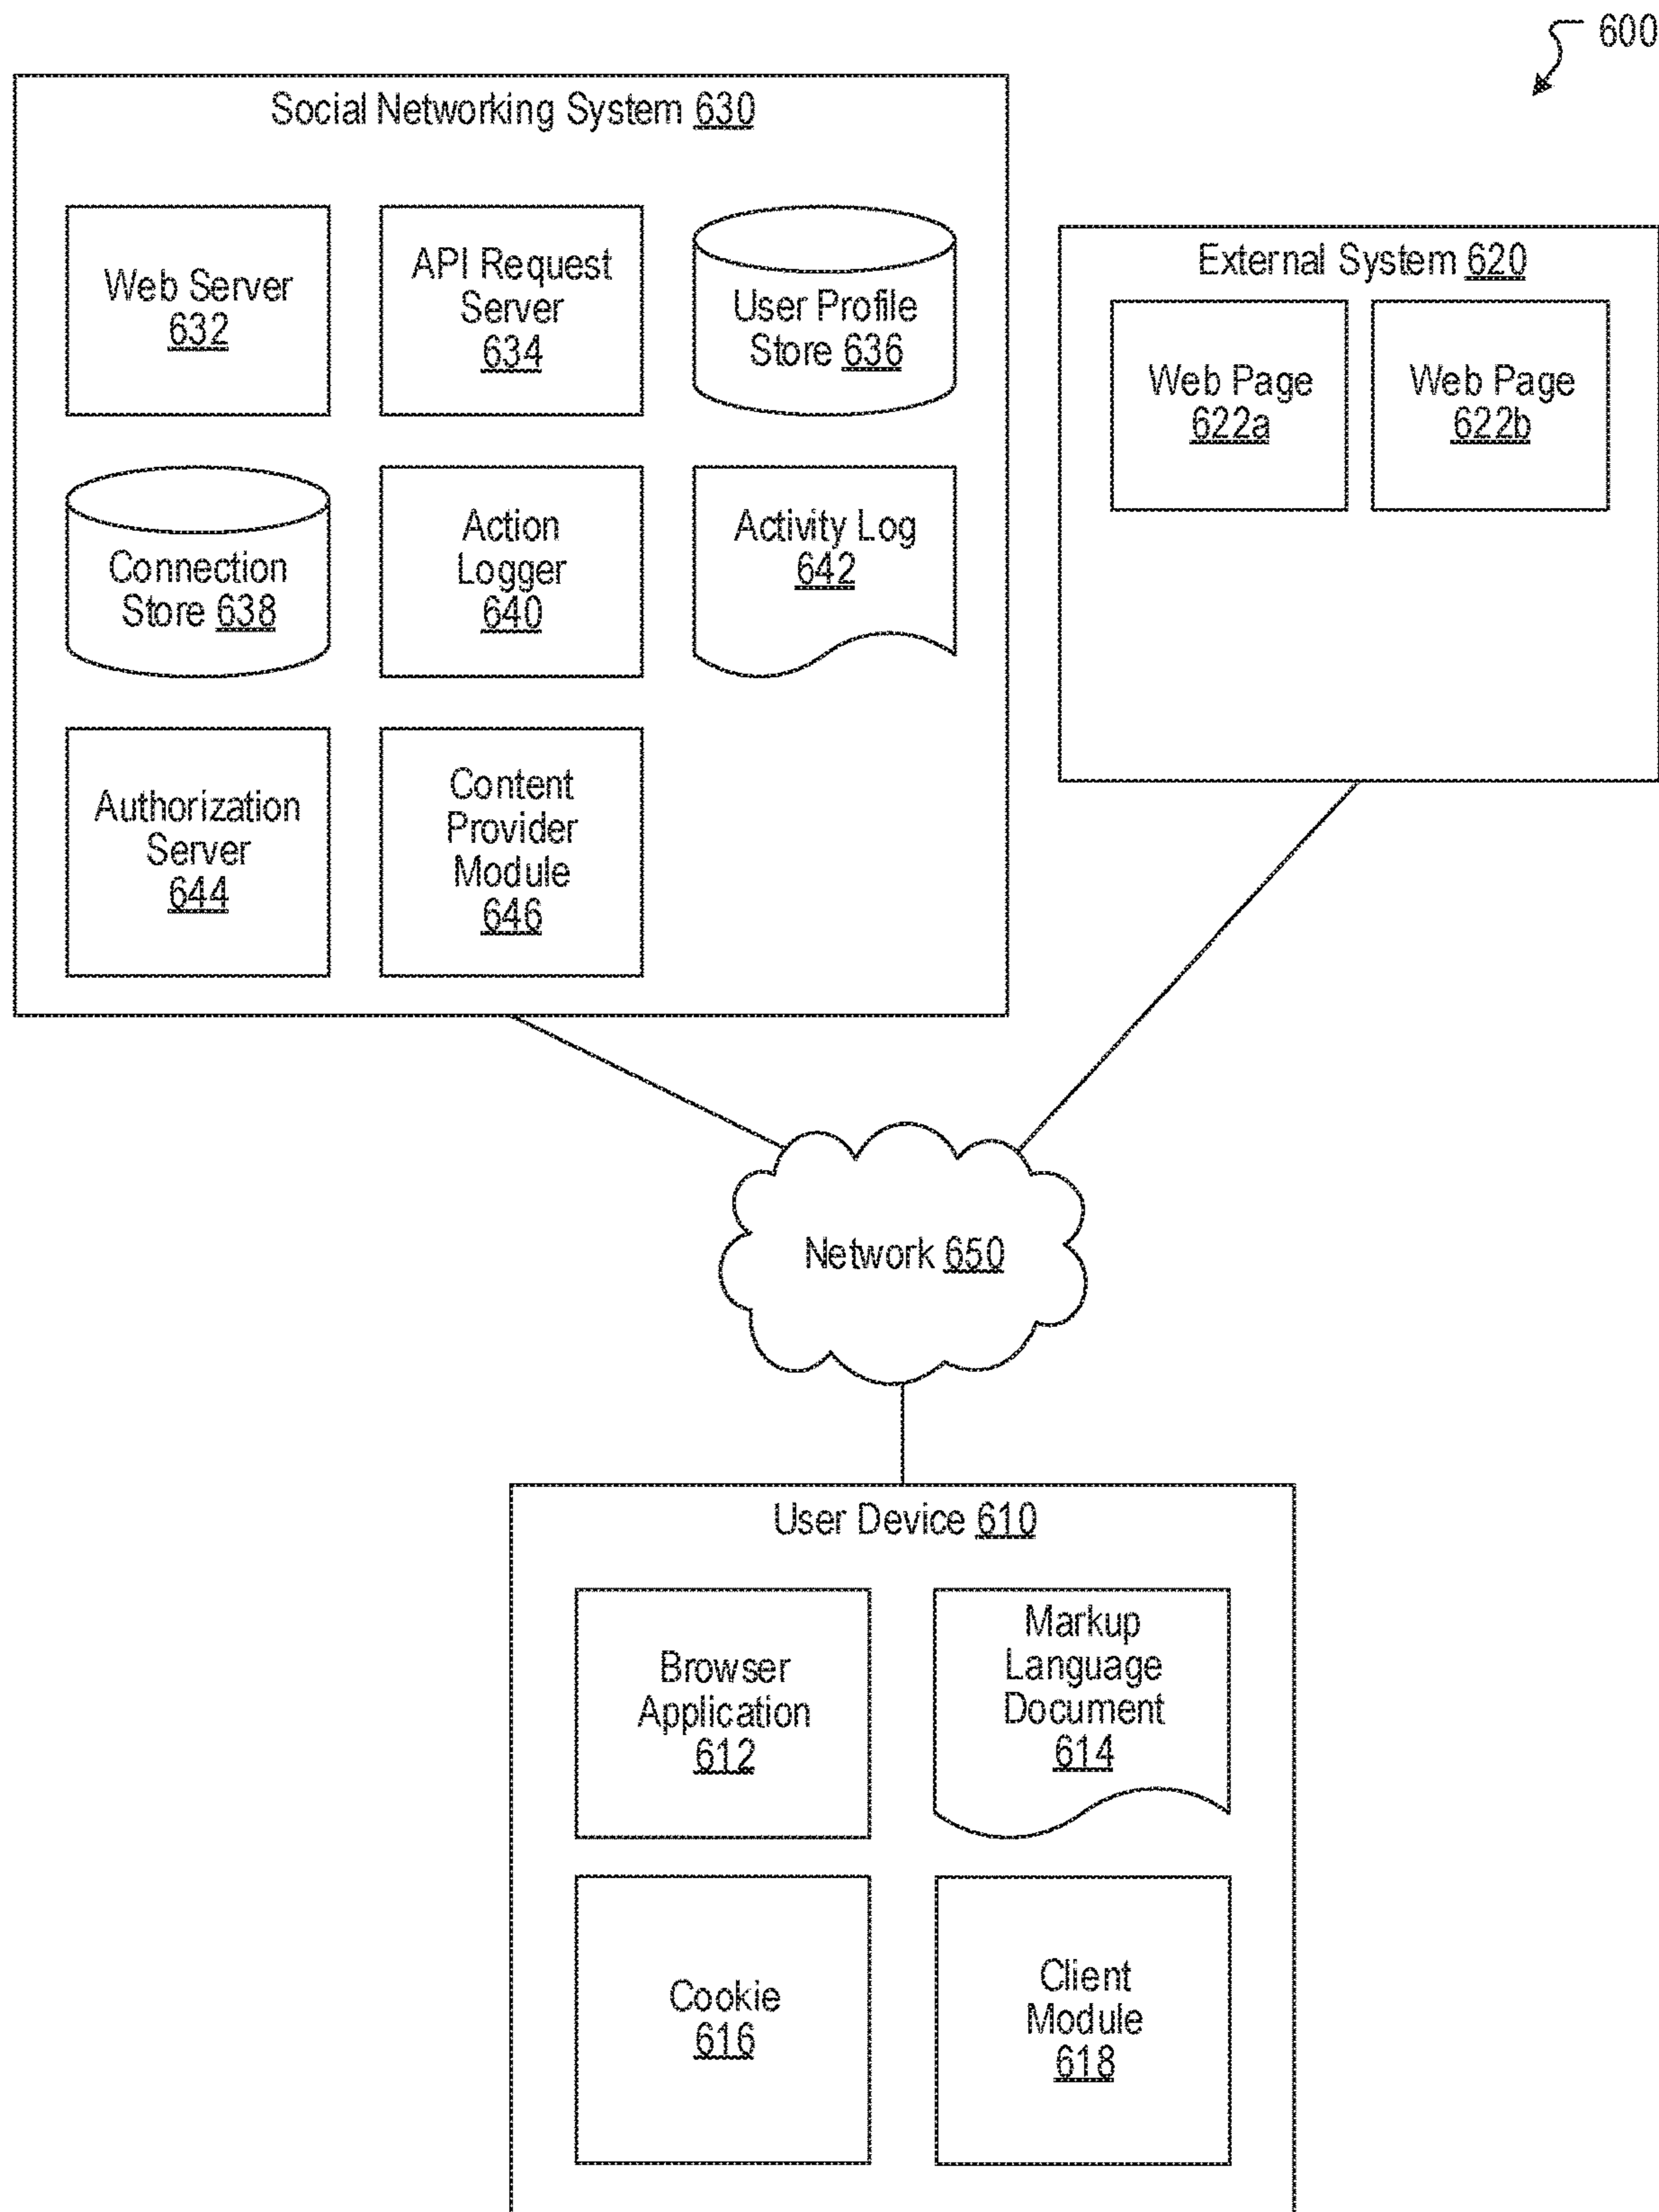 600
Social Networking System 630
Web Server
632
API Request
Server
634
User Profile
Store 636
Connection
Store 638
Action
Logger
640
Activity Log
642
Authorization
Server
644
Content
Provider
Module
646
External System 620
Web Page
622a
Web Page
622b
Network 650
User Device 610
Browser
Application
612
Markup
Language
Document
614
Cookie
616
Client
Module
618